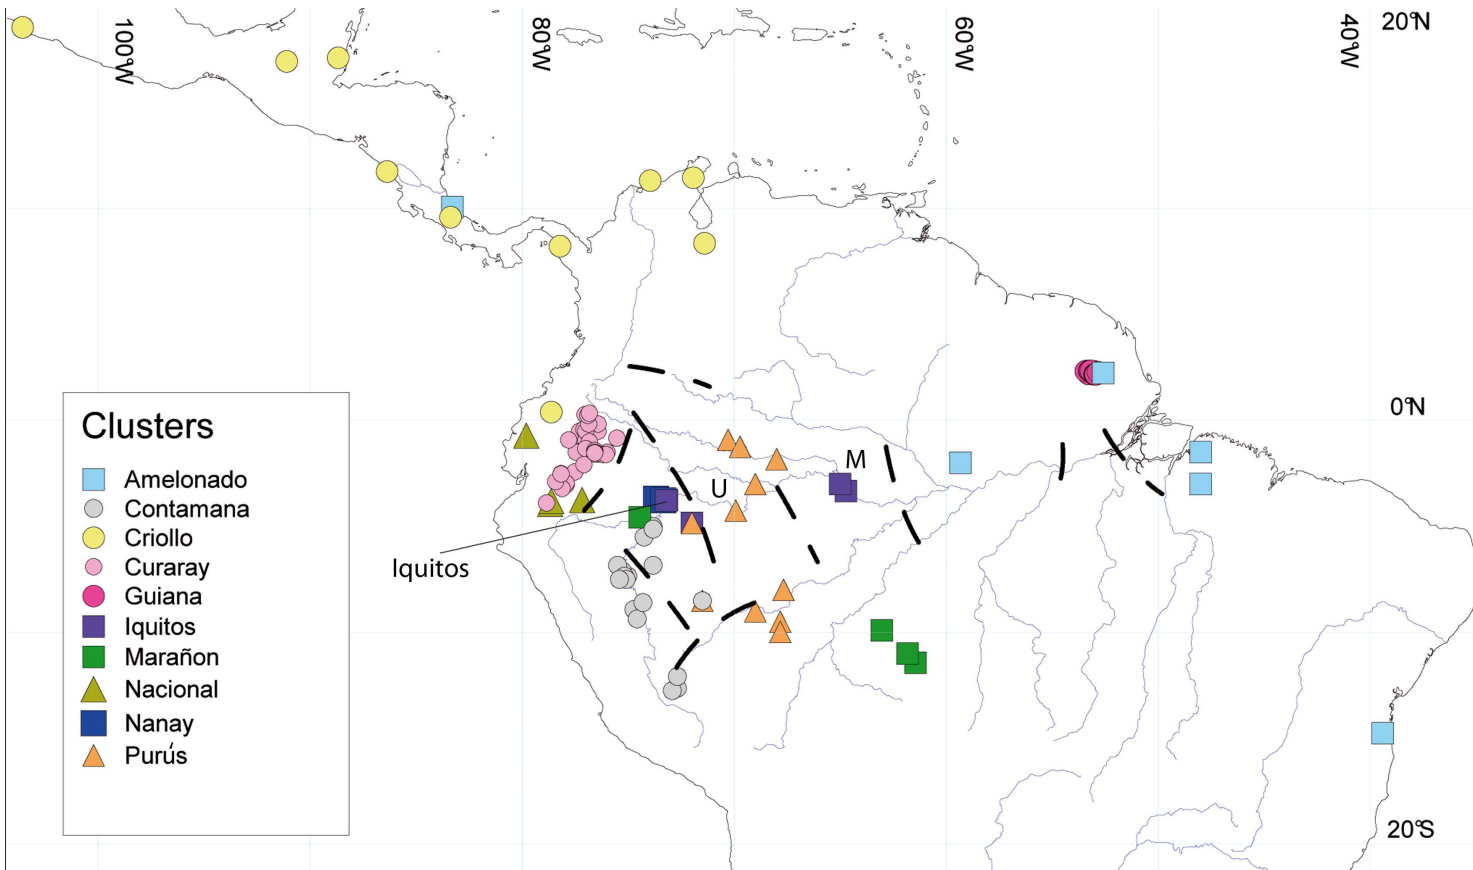 100°W
80°W
60°W
40°W
20°N
0°N
M
U
Iquitos
Clusters
Amelonado
Contamana
Criollo
Curaray
Guiana
Iquitos
Marañon
Nacional
Nanay
Purús
20°S